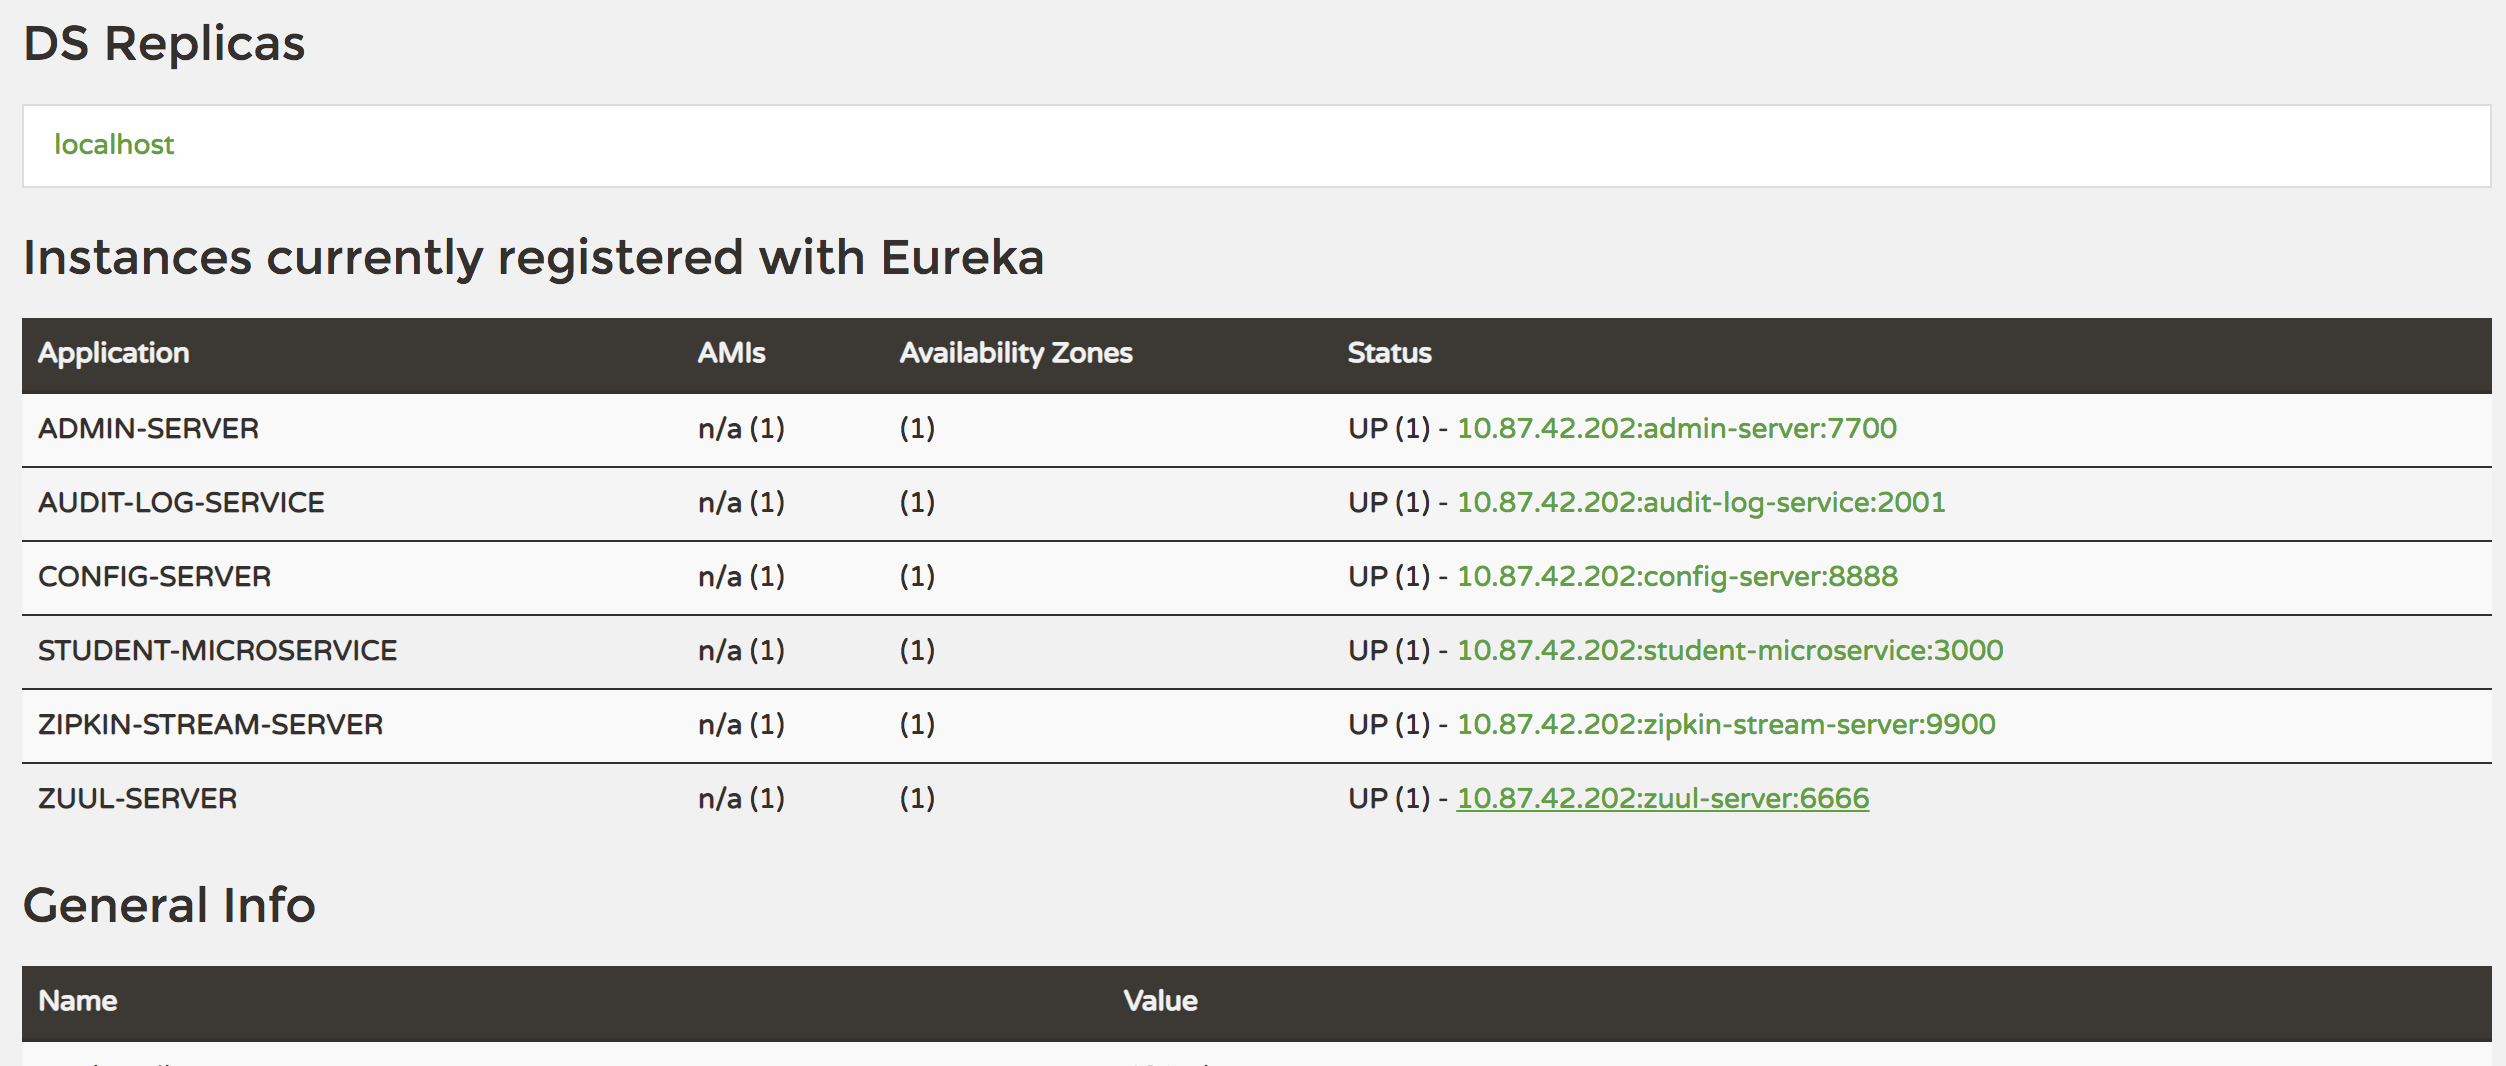 DS Replicas
localhost
Instances currently registered with Eureka
Application AMIs Availability Zones Status
ADMIN-SERVER n/a (1) (1) UP (1) - 10.87.42.202:admin-server:7700
AUDIT-LOG-SERVICE n/a (1) (1) UP (1) - 10.87.42.202:audit-log-service:2001
CONFIG-SERVER n/a (1) (1) UP (1) - 10.87.42.202:config-server:8888
STUDENT-MICROSERVICE n/a (1) (1) UP (1) - 10.87.42.202:student-microservice:3000
ZIPKIN-STREAM-SERVER n/a (1) (1) UP (1) - 10.87.42.202:zipkin-stream-server:9900
ZUUL-SERVER n/a (1) (1) UP (1) - 10.87.42.202:zuul-server:6666
General Info
Name Value